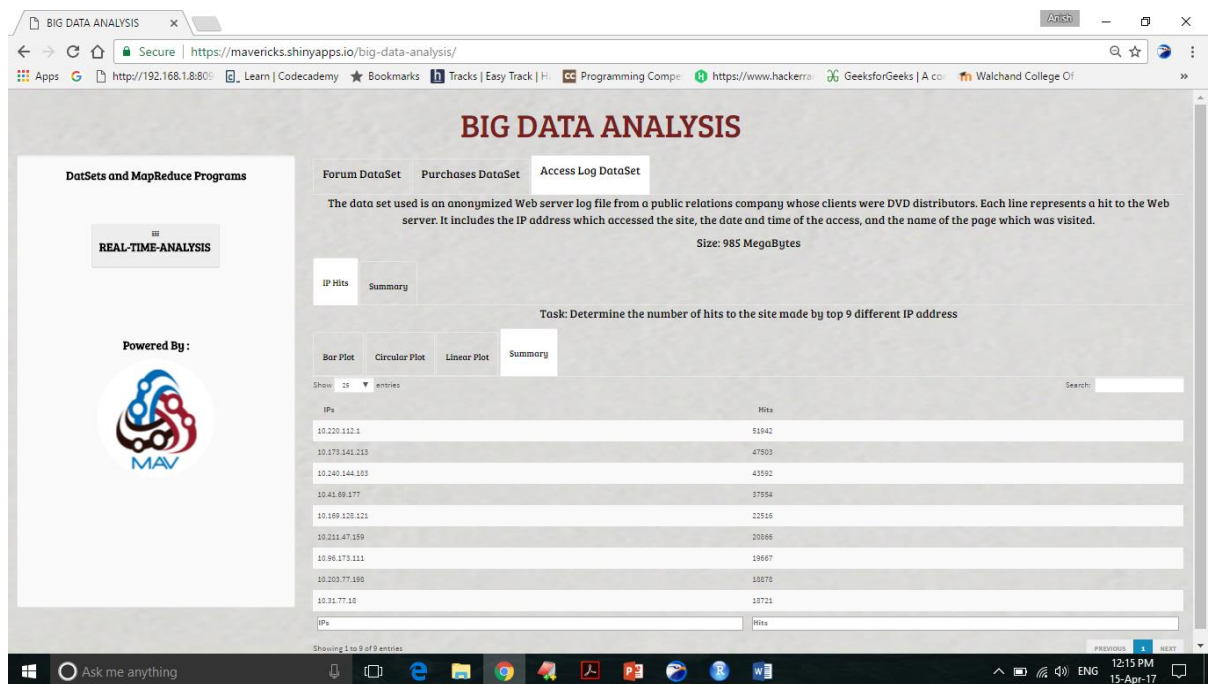 BIG DATA ANALYSIS
Anish
Secure | https://mavericks.shinyapps.io/big-data-analysis/
Apps
http://192.168.1.8:809
Learn | Codecademy
Bookmarks
Tracks | Easy Track | H
Programming Compe
https://www.hackerra
GeeksforGeeks | A co
Walchand College Of
»
BIG DATA ANALYSIS
DatSets and MapReduce Programs
REAL-TIME-ANALYSIS
Powered By :
MAV
Forum DataSet
Purchases DataSet
Access Log DataSet
The data set used is an anonymized Web server log file from a public relations company whose clients were DVD distributors. Each line represents a hit to the Web
server. It includes the IP address which accessed the site, the date and time of the access, and the name of the page which was visited.
Size: 985 MegaBytes
IP Hits
Summary
Task: Determine the number of hits to the site made by top 9 different IP address
Bar Plot
Circular Plot
Linear Plot
Summary
Show 25 entries
Search:
IPs Hits
10.220.112.1 51942
10.173.141.213 47503
10.240.144.183 43592
10.41.69.177 37554
10.169.128.121 22516
10.211.47.159 20866
10.96.173.111 19667
10.203.77.198 18878
10.31.77.18 18721
IPs Hits
Showing 1 to 9 of 9 entries
PREVIOUS 1 NEXT
Ask me anything
ENG
12:15 PM
15-Apr-17